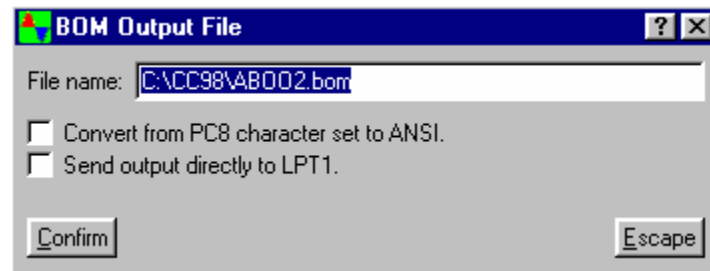 BOM Output File
File name: C:\CC98\ABOO2.bom
Convert from PC8 character set to ANSI.
Send output directly to LPT1.
Confirm
Escape